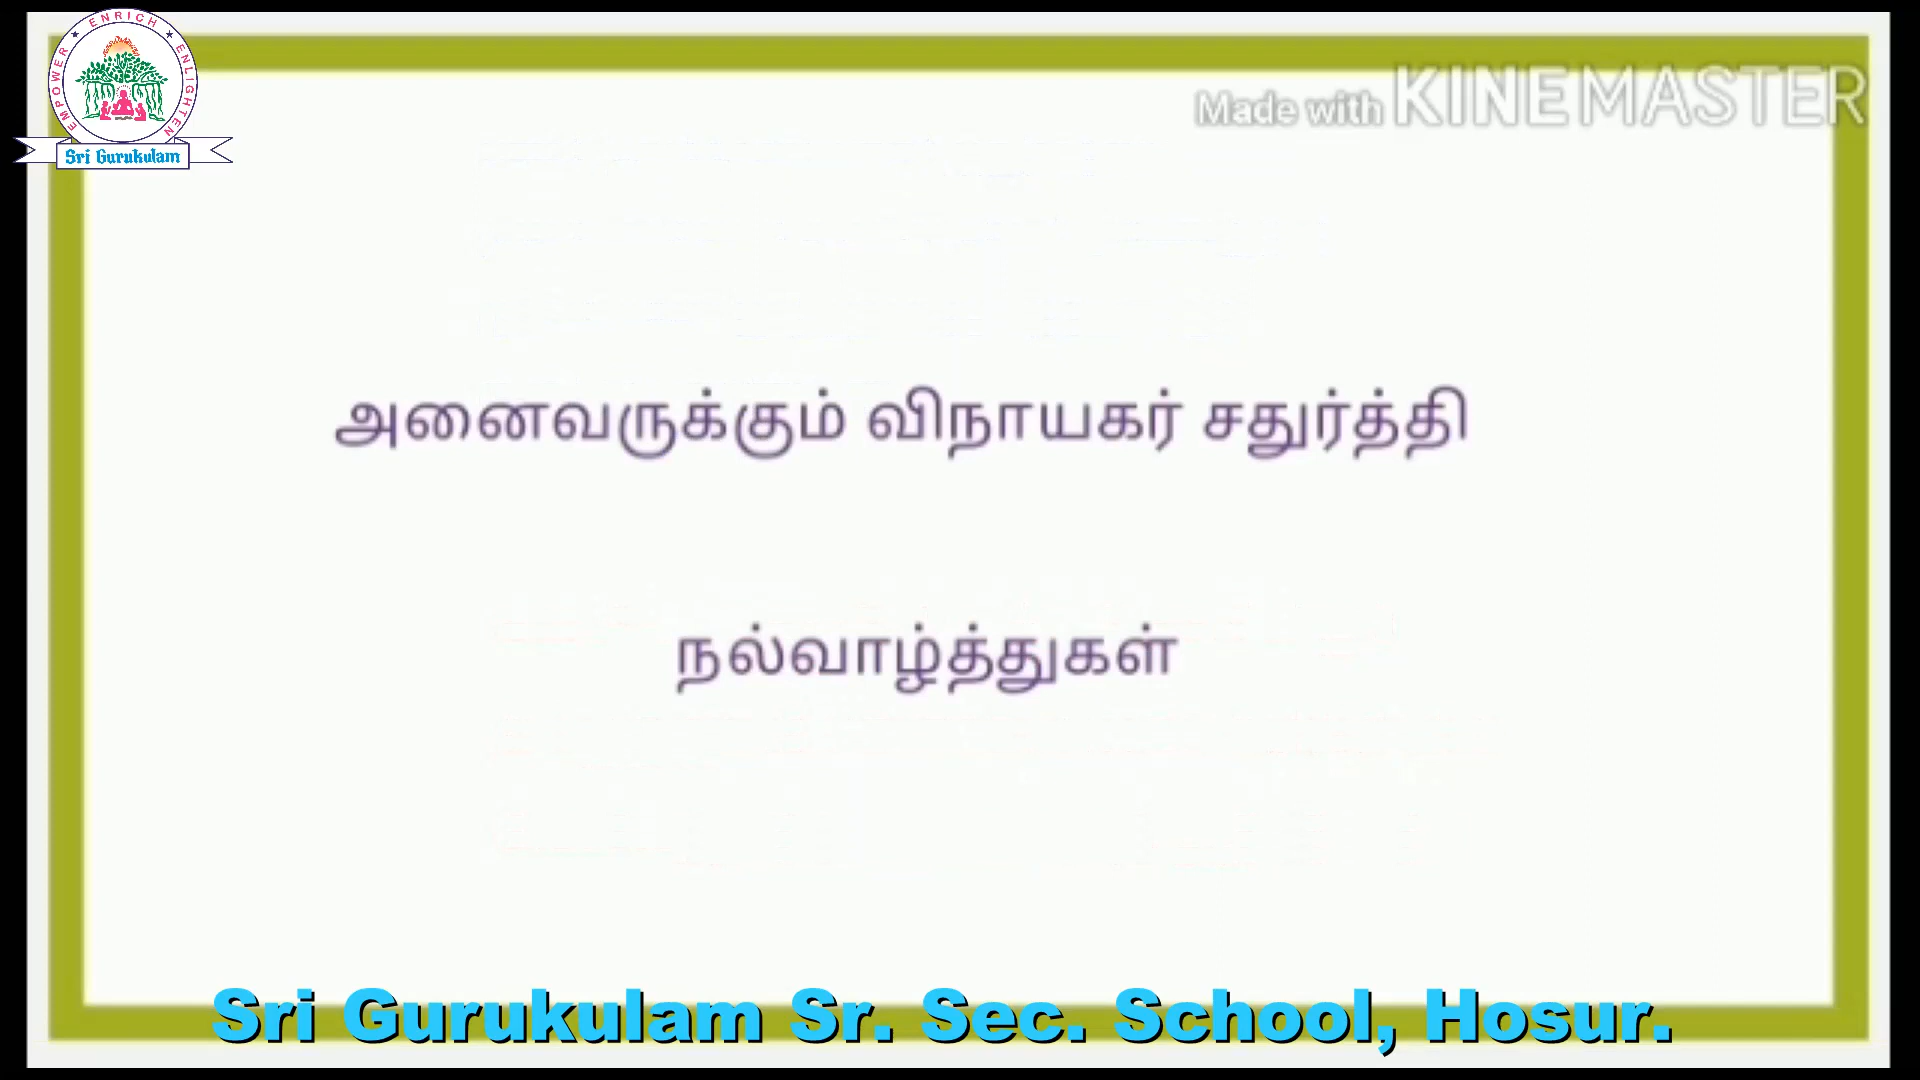 EMPOWER ★ ENRICH ★ ENLIGHTEN
Sri Gurukulam
Made with KINEMASTER
அனைவருக்கும் விநாயகர் சதுர்த்தி
நல்வாழ்த்துகள்
Sri Gurukulam Sr. Sec. School, Hosur.